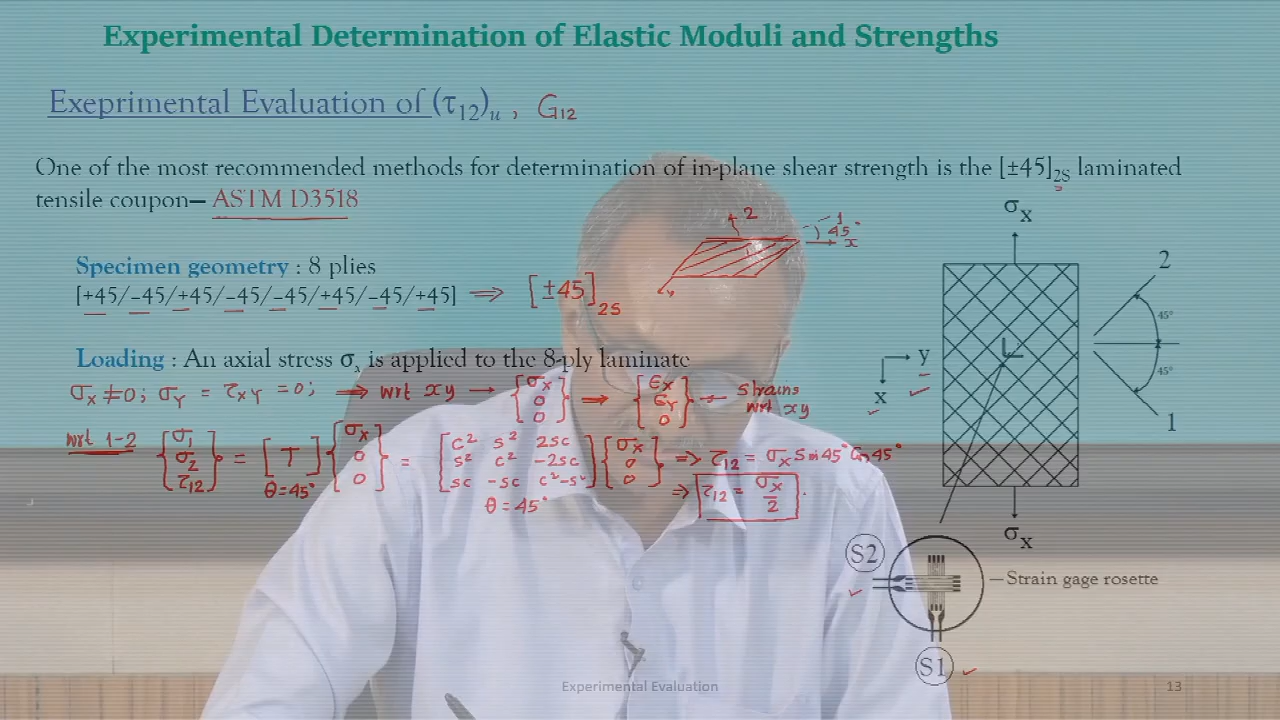 Experimental Determination of Elastic Moduli and Strengths
Exeprimental Evaluation of (τ₁₂)ᵤ , G₁₂
One of the most recommended methods for determination of in-plane shear strength is the [±45]₂S laminated
tensile coupon– ASTM D3518
Specimen geometry : 8 plies
[+45/–45/+45/–45/–45/+45/–45/+45] ⇒ [±45]₂S
2
1
45°
x
Loading : An axial stress σₓ is applied to the 8-ply laminate
σx ≠ 0; σY = τxY = 0; ⇒ wrt xy → {σx 0 0} → {Ɛx ƐY 0} ← strains wrt xy
wrt 1-2 {σ₁ σ₂ τ₁₂} = [T] {σx 0 0} = [c² s² 2sc
s² c² -2sc
sc -sc c²-s²] {σx 0 0} ⇒ τ₁₂ = σx Sin45° Cos45°
θ=45°
θ = 45°
⇒ τ₁₂ = σx/2
σx
2
45°
45°
1
y
x
σx
S2
Strain gage rosette
S1
Experimental Evaluation
13